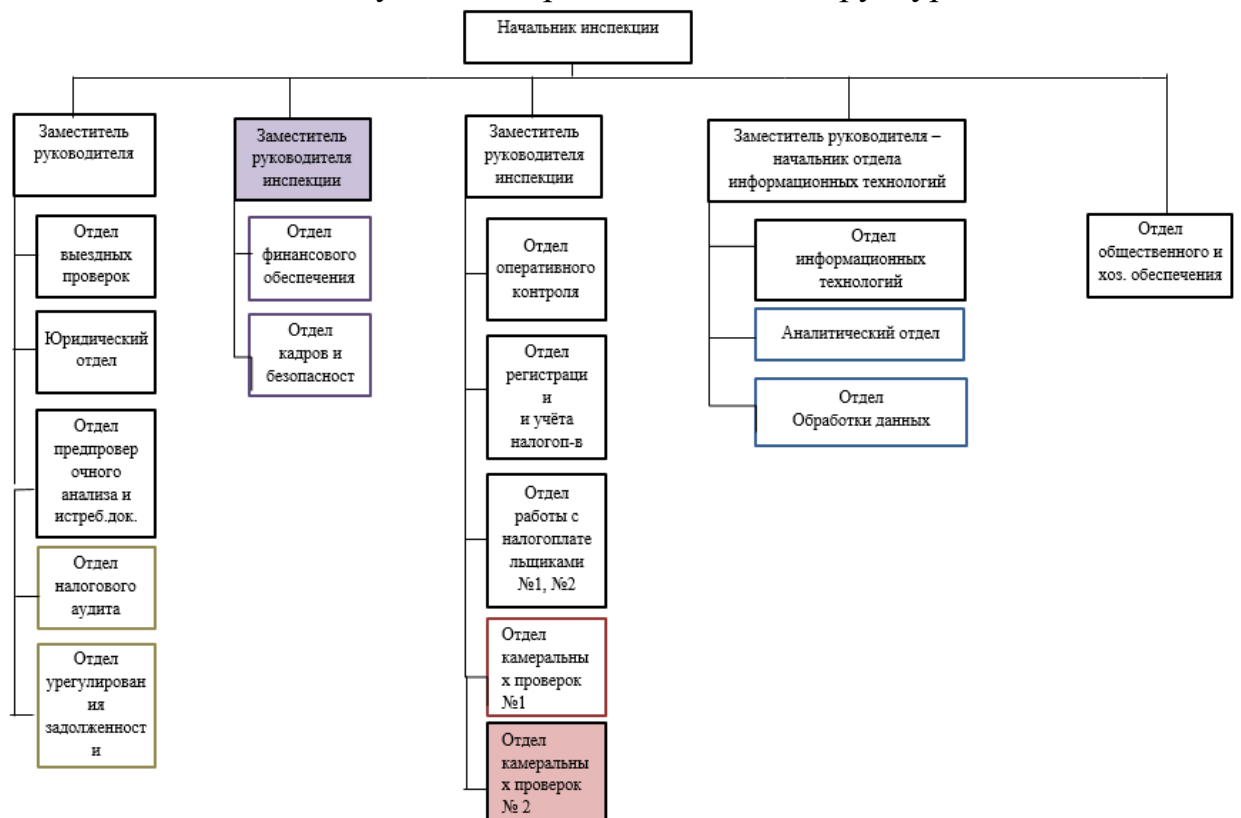 Начальник инспекции
Заместитель
руководителя
Заместитель
руководителя
инспекции
Заместитель
руководителя
инспекции
Заместитель руководителя –
начальник отдела
информационных технологий
Отдел
выездных
проверок
Юридический
отдел
Отдел
предпровер
очного
анализа и
истреб.док.
Отдел
налогового
аудита
Отдел
урегулирован
ия
задолженност
и
Отдел
финансового
обеспечения
Отдел
кадров и
безопасност
Отдел
оперативного
контроля
Отдел
регистраци
и
и учёта
налогоп-в
Отдел
работы с
налогоплате
льщиками
№1, №2
Отдел
камеральны
х проверок
№1
Отдел
камеральны
х проверок
№ 2
Отдел
информационных
технологий
Аналитический отдел
Отдел
Обработки данных
Отдел
общественного и
хоз. обеспечения